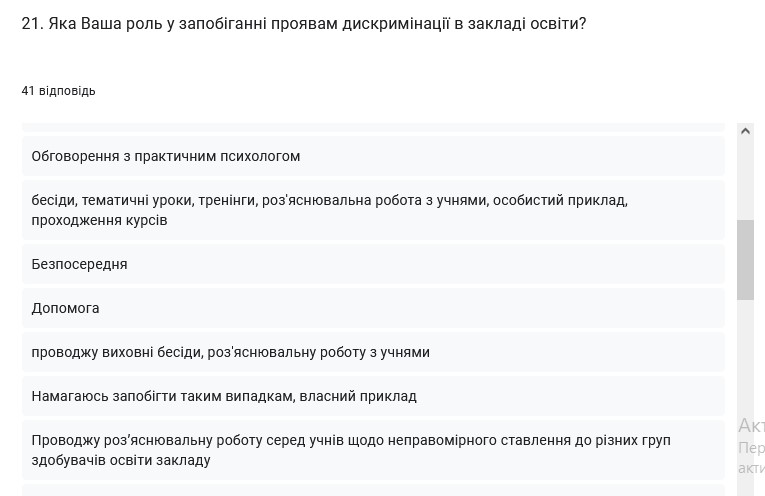 21. Яка Ваша роль у запобіганні проявам дискримінації в закладі освіти?
41 відповідь
Обговорення з практичним психологом
бесіди, тематичні уроки, тренінги, роз'яснювальна робота з учнями, особистий приклад,
проходження курсів
Безпосередня
Допомога
проводжу виховні бесіди, роз'яснювальну роботу з учнями
Намагаюсь запобігти таким випадкам, власний приклад
Проводжу роз’яснювальну роботу серед учнів щодо неправомірного ставлення до різних груп
здобувачів освіти закладу